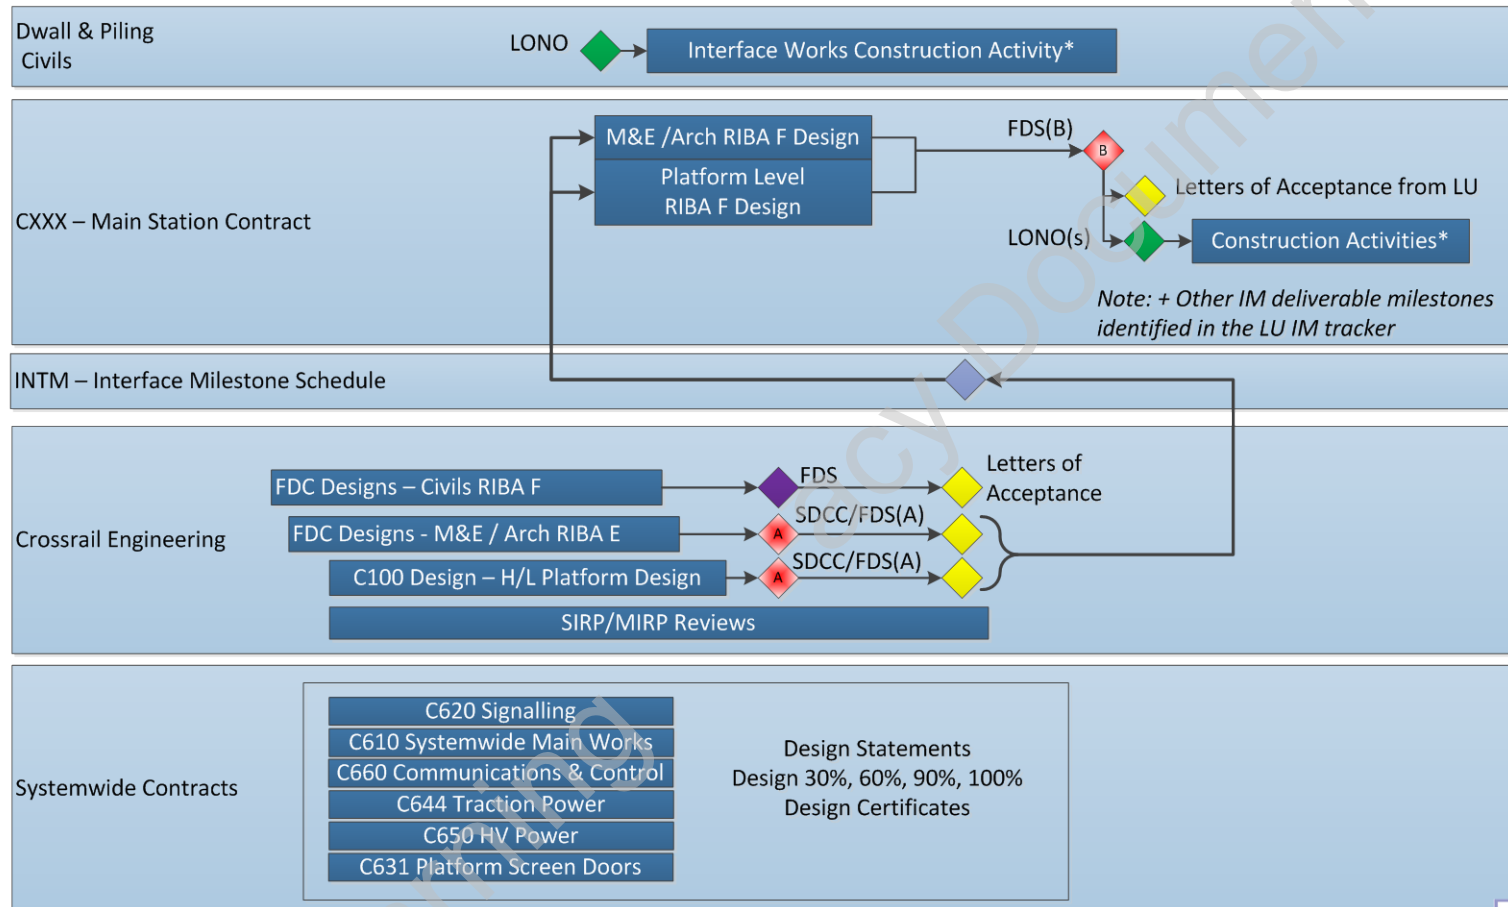 Dwall & Piling
Civils
LONO
Interface Works Construction Activity*
CXXX – Main Station Contract
M&E /Arch RIBA F Design
Platform Level
RIBA F Design
FDS(B)
B
Letters of Acceptance from LU
LONO(s)
Construction Activities*
Note: + Other IM deliverable milestones
identified in the LU IM tracker
INTM – Interface Milestone Schedule
Crossrail Engineering
FDC Designs – Civils RIBA F
FDS
Letters of
Acceptance
FDC Designs - M&E / Arch RIBA E
A
SDCC/FDS(A)
C100 Design – H/L Platform Design
A
SDCC/FDS(A)
SIRP/MIRP Reviews
Systemwide Contracts
C620 Signalling
C610 Systemwide Main Works
C660 Communications & Control
C644 Traction Power
C650 HV Power
C631 Platform Screen Doors
Design Statements
Design 30%, 60%, 90%, 100%
Design Certificates